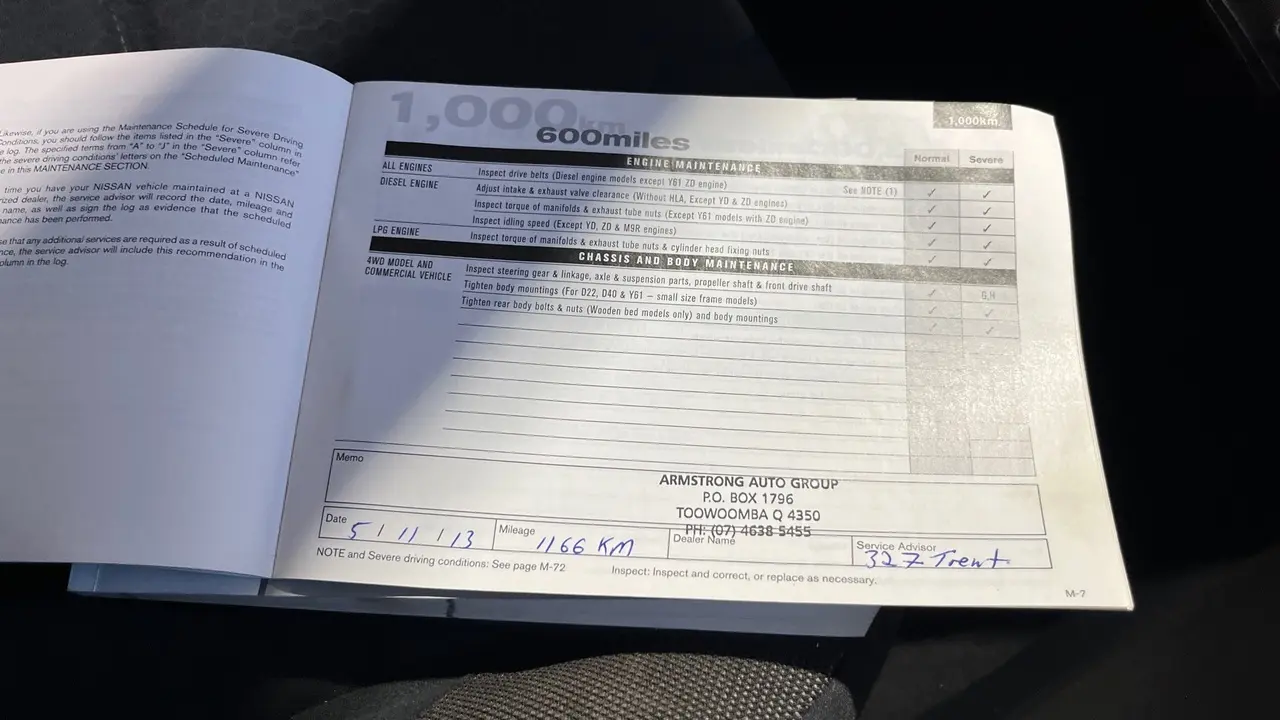 Likewise, if you are using the Maintenance Schedule for Severe Driving
Conditions, you should follow the items listed in the "Severe" column in
e log. The specified terms from "A" to "J" in the "Severe" column refer
the severe driving conditions' letters on the "Scheduled Maintenance"
e in this MAINTENANCE SECTION.
time you have your NISSAN vehicle maintained at a NISSAN
rized dealer, the service advisor will record the date, mileage and
name, as well as sign the log as evidence that the scheduled
nance has been performed.
se that any additional services are required as a result of scheduled
nce, the service advisor will include this recommendation in the
olumn in the log.
1,000km
600miles
1,000km
ENGINE MAINTENANCE
Normal Severe
ALL ENGINES Inspect drive belts (Diesel engine models except Y61 ZD engine) ✓ ✓
DIESEL ENGINE Adjust intake & exhaust valve clearance (Without HLA, Except YD & ZD engines) See NOTE (1) ✓ ✓
Inspect torque of manifolds & exhaust tube nuts (Except Y61 models with ZD engine) ✓ ✓
Inspect idling speed (Except YD, ZD & M9R engines) ✓ ✓
LPG ENGINE Inspect torque of manifolds & exhaust tube nuts & cylinder head fixing nuts ✓ ✓
CHASSIS AND BODY MAINTENANCE
4WD MODEL AND COMMERCIAL VEHICLE Inspect steering gear & linkage, axle & suspension parts, propeller shaft & front drive shaft ✓ G,H
Tighten body mountings (For D22, D40 & Y61 – small size frame models) ✓ ✓
Tighten rear body bolts & nuts (Wooden bed models only) and body mountings ✓ ✓
Memo
ARMSTRONG AUTO GROUP
P.O. BOX 1796
TOOWOOMBA Q 4350
PH: (07) 4638 5455
Date 5 / 11 / 13 Mileage 1166 KM Dealer Name Service Advisor 327 Trent
NOTE and Severe driving conditions: See page M-72 Inspect: Inspect and correct, or replace as necessary.
M-7